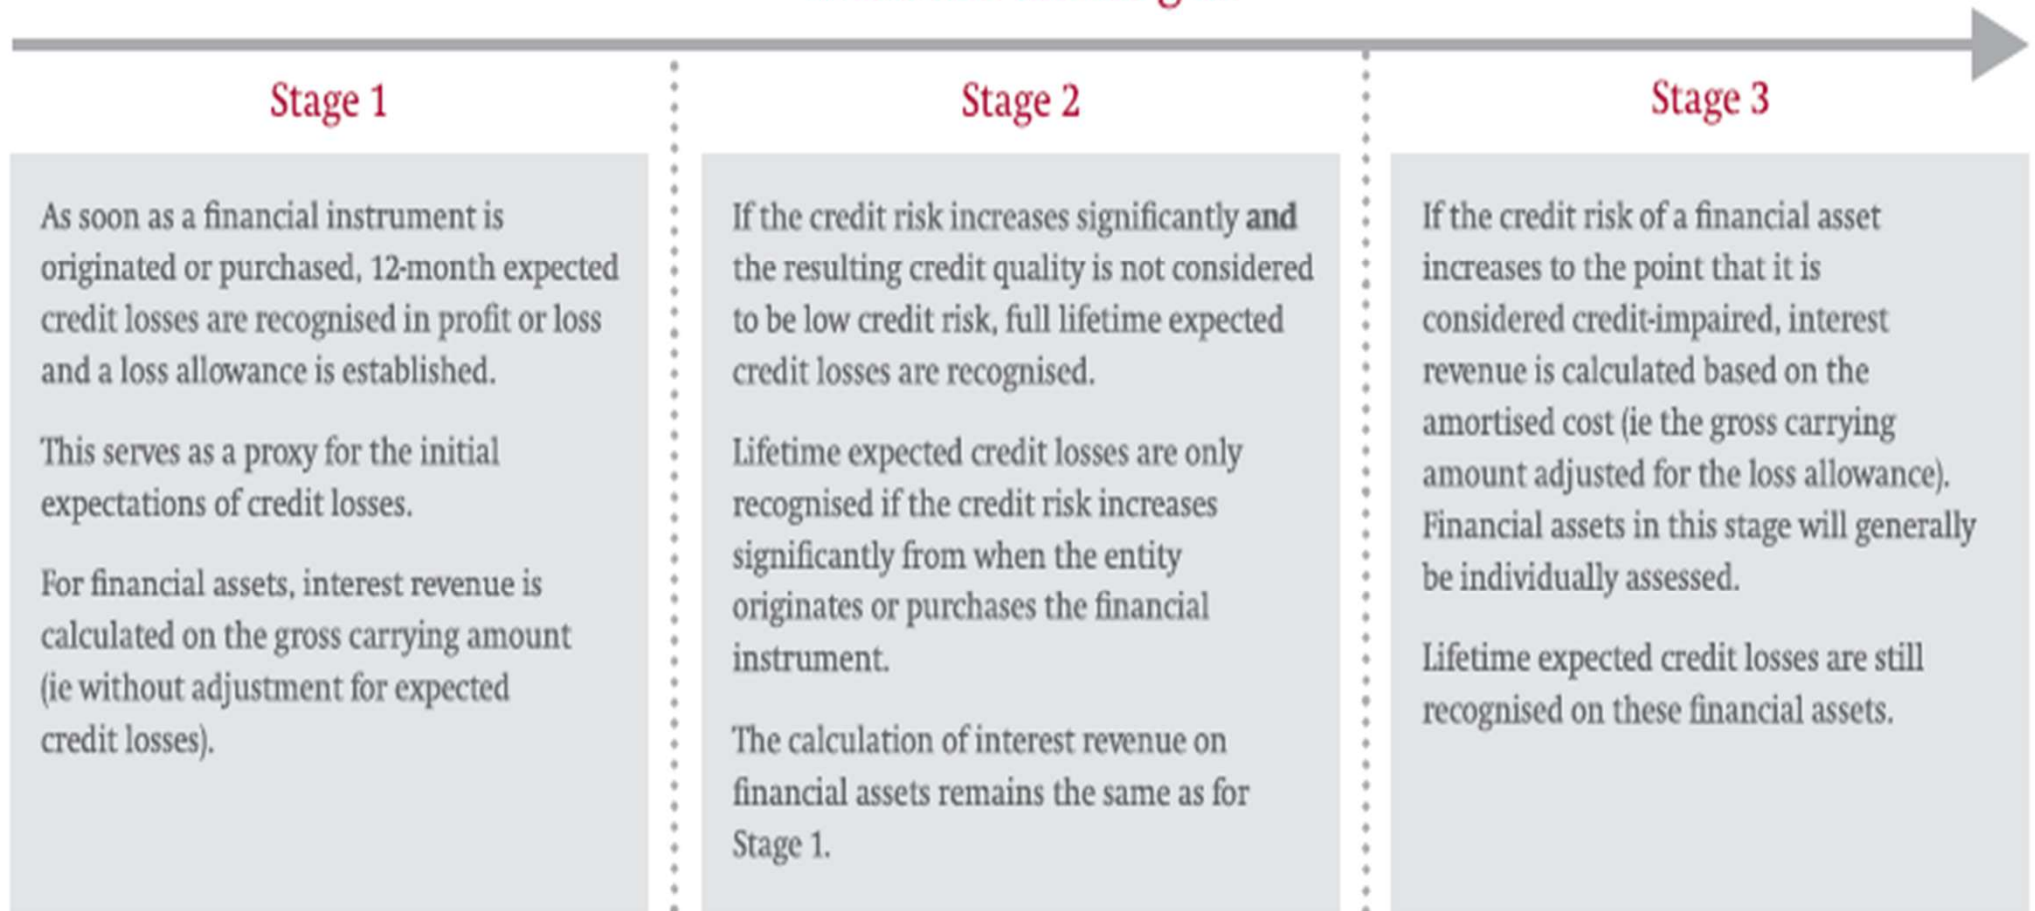 Stage 1
As soon as a financial instrument is
originated or purchased, 12-month expected
credit losses are recognised in profit or loss
and a loss allowance is established.
This serves as a proxy for the initial
expectations of credit losses.
For financial assets, interest revenue is
calculated on the gross carrying amount
(ie without adjustment for expected
credit losses).
Stage 2
If the credit risk increases significantly and
the resulting credit quality is not considered
to be low credit risk, full lifetime expected
credit losses are recognised.
Lifetime expected credit losses are only
recognised if the credit risk increases
significantly from when the entity
originates or purchases the financial
instrument.
The calculation of interest revenue on
financial assets remains the same as for
Stage 1.
Stage 3
If the credit risk of a financial asset
increases to the point that it is
considered credit-impaired, interest
revenue is calculated based on the
amortised cost (ie the gross carrying
amount adjusted for the loss allowance).
Financial assets in this stage will generally
be individually assessed.
Lifetime expected credit losses are still
recognised on these financial assets.